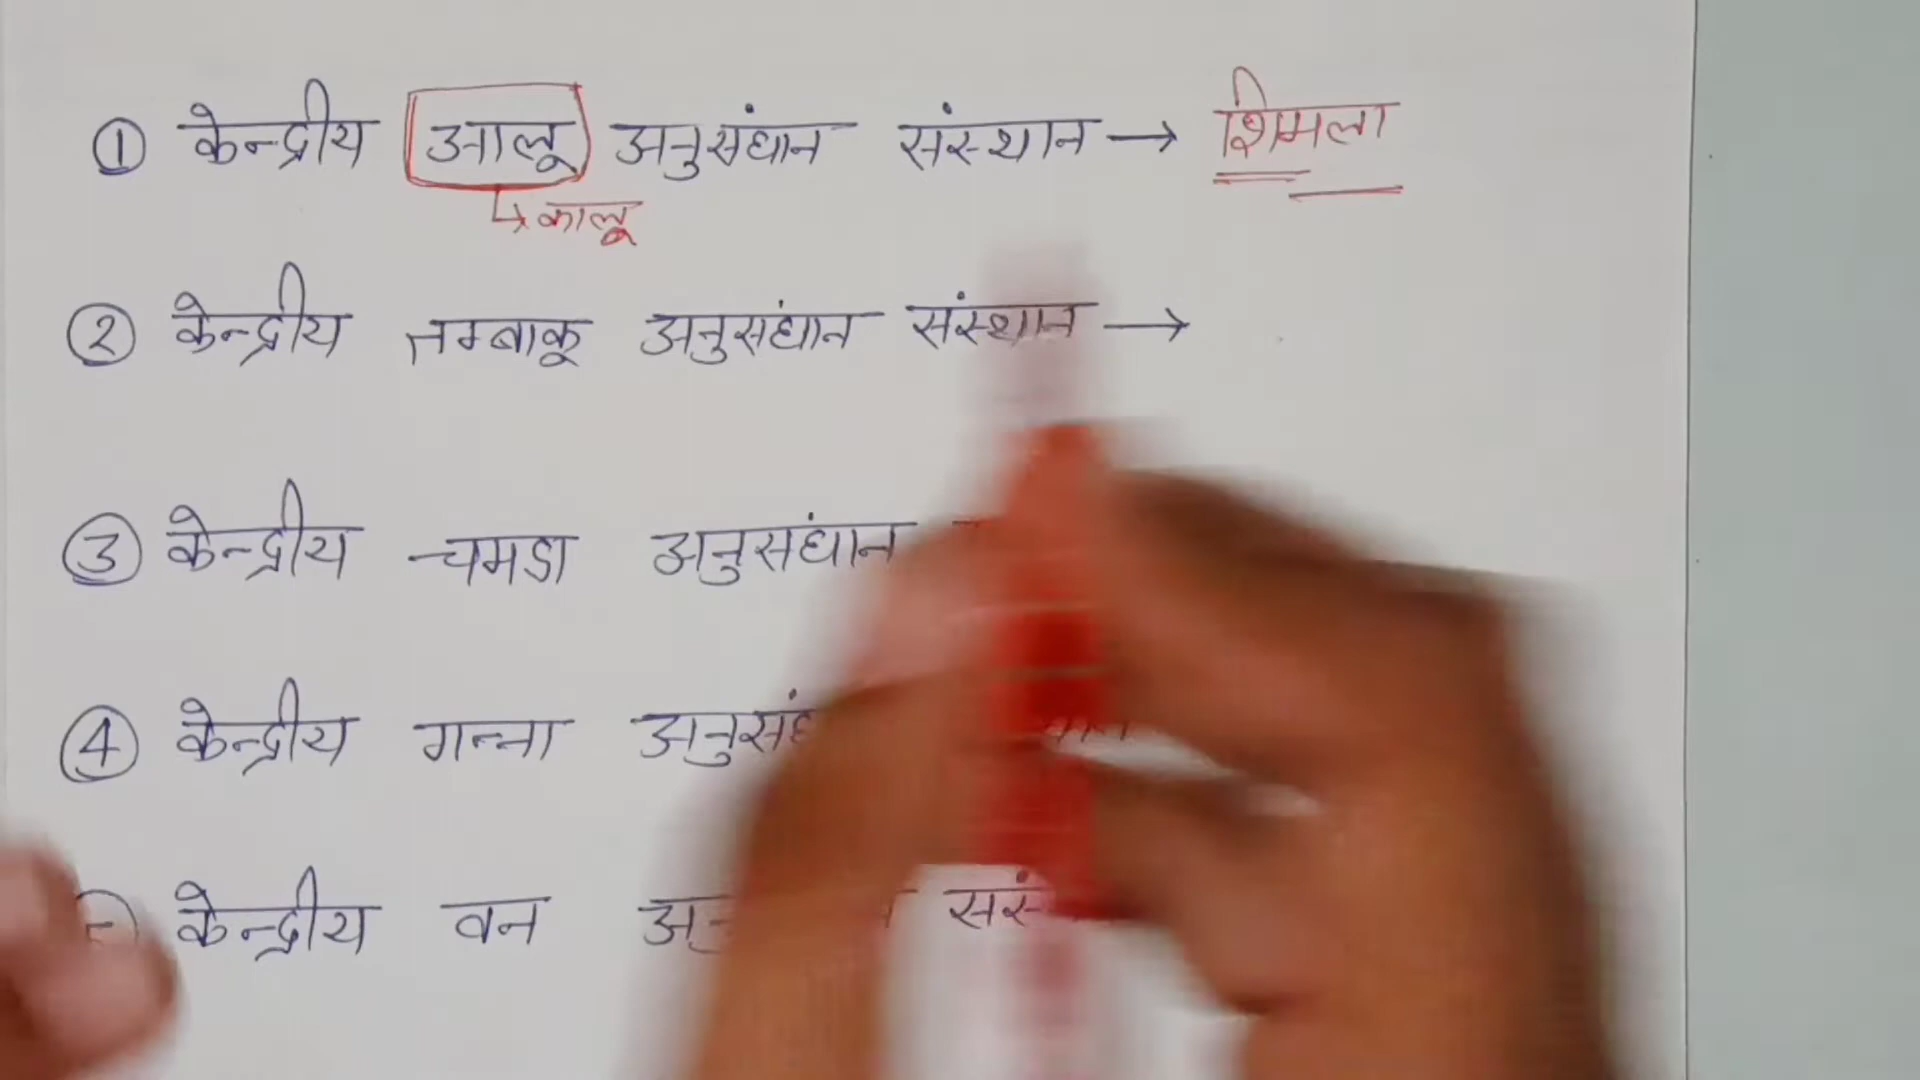 ① केन्द्रीय आलू अनुसंधान संस्थान → शिमला
↳ कालू
② केन्द्रीय तम्बाकू अनुसंधान संस्थान →
③ केन्द्रीय चमडा अनुसंधान
④ केन्द्रीय गन्ना
केन्द्रीय वन